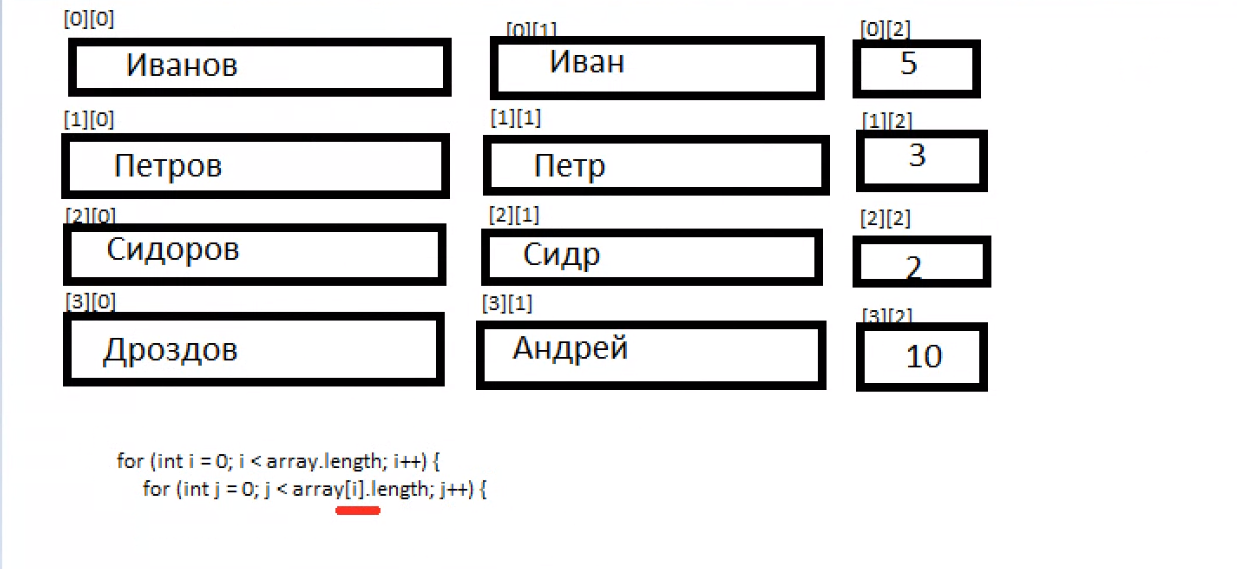 [0][0] [0][1] [0][2]
Иванов Иван 5
[1][0] [1][1] [1][2]
Петров Петр 3
[2][0] [2][1] [2][2]
Сидоров Сидр 2
[3][0] [3][1] [3][2]
Дроздов Андрей 10
for (int i = 0; i < array.length; i++) {
for (int j = 0; j < array[i].length; j++) {